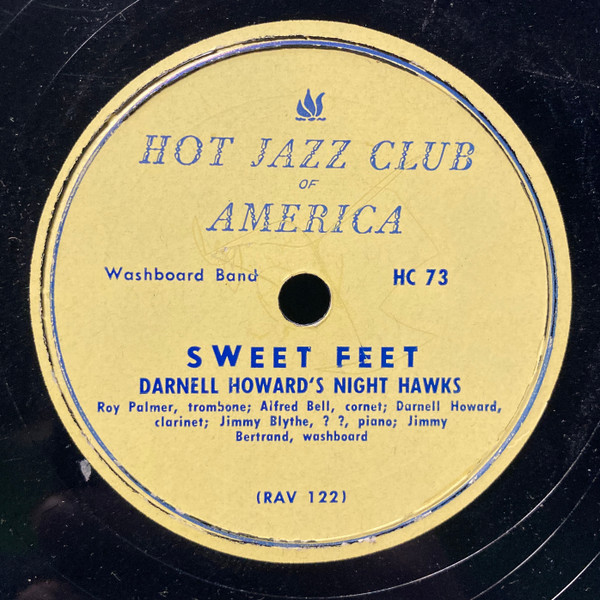 HOT JAZZ CLUB
OF
AMERICA
Washboard Band HC 73
SWEET FEET
DARNELL HOWARD'S NIGHT HAWKS
Roy Palmer, trombone; Alfred Bell, cornet; Darnell Howard,
clarinet; Jimmy Blythe, ? ?, piano; Jimmy
Bertrand, washboard
(RAV 122)